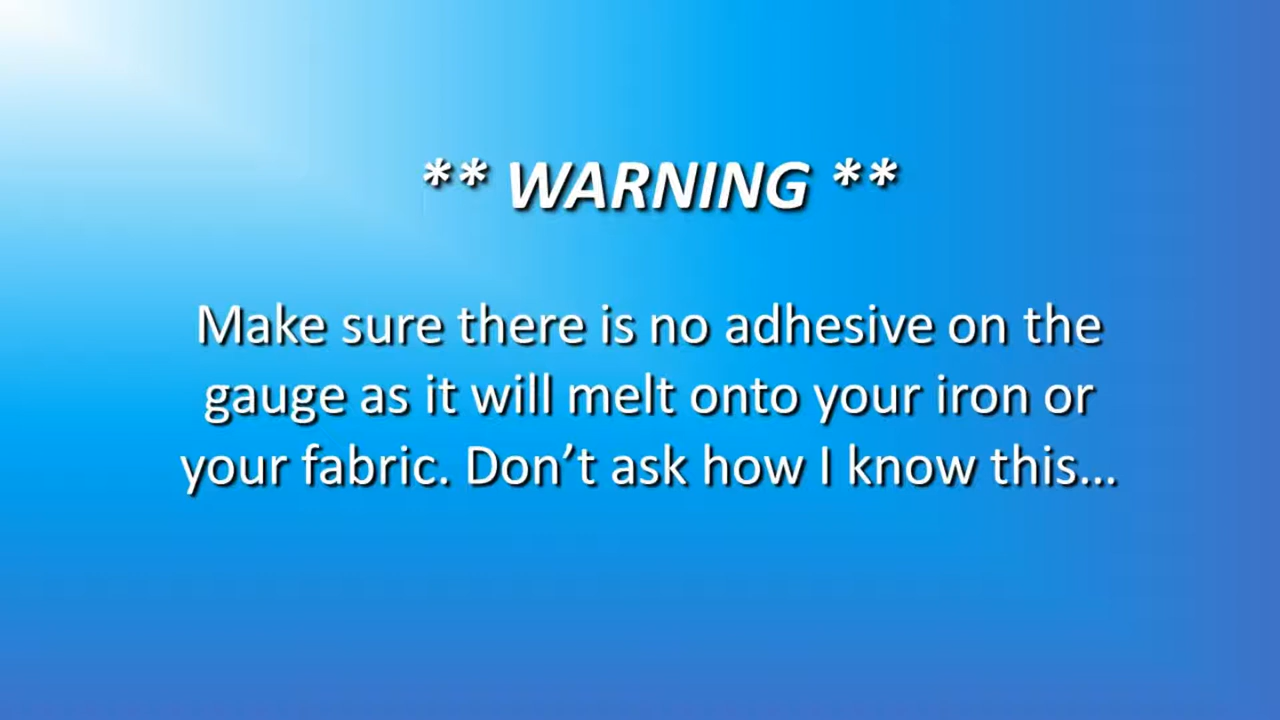 ** WARNING **
Make sure there is no adhesive on the
gauge as it will melt onto your iron or
your fabric. Don’t ask how I know this…